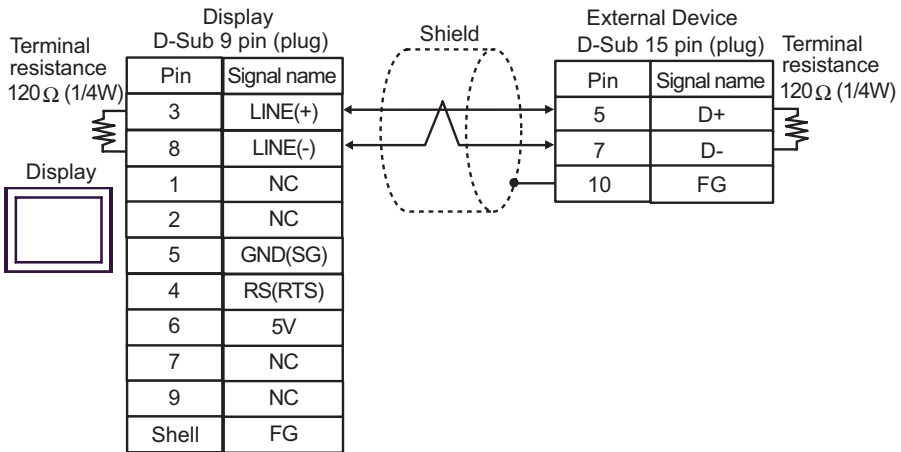 Display
D-Sub 9 pin (plug)
Shield
External Device
D-Sub 15 pin (plug)
Terminal
resistance
120Ω (1/4W)
Terminal
resistance
120Ω (1/4W)
Display
Pin Signal name
3 LINE(+)
8 LINE(-)
1 NC
2 NC
5 GND(SG)
4 RS(RTS)
6 5V
7 NC
9 NC
Shell FG
Pin Signal name
5 D+
7 D-
10 FG